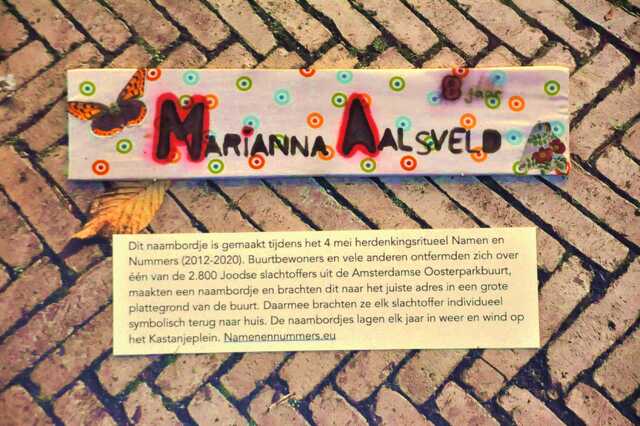 8 jaar
MARIANNA AALSVELD
Dit naambordje is gemaakt tijdens het 4 mei herdenkingsritueel Namen en
Nummers (2012-2020). Buurtbewoners en vele anderen ontfermden zich over
één van de 2.800 Joodse slachtoffers uit de Amsterdamse Oosterparkbuurt,
maakten een naambordje en brachten dit naar het juiste adres in een grote
plattegrond van de buurt. Daarmee brachten ze elk slachtoffer individueel
symbolisch terug naar huis. De naambordjes lagen elk jaar in weer en wind op
het Kastanjeplein. Namenennummers.eu